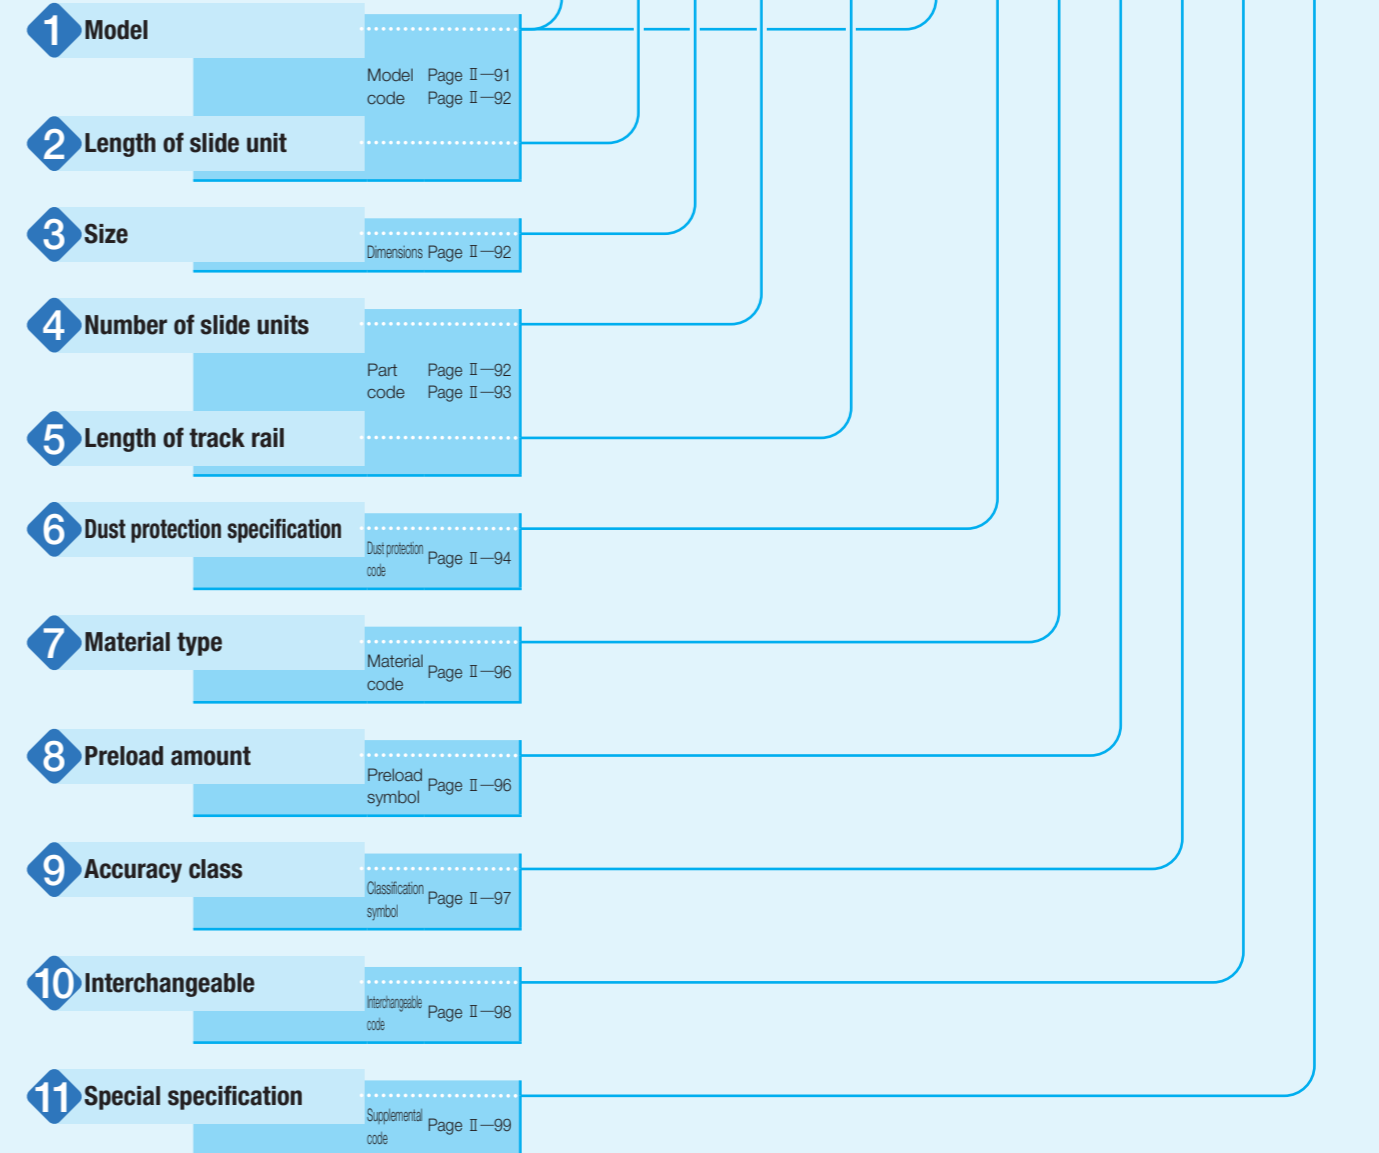 1 Model
Model Page Ⅱ—91
code Page Ⅱ—92
2 Length of slide unit
3 Size
Dimensions Page Ⅱ—92
4 Number of slide units
Part Page Ⅱ—92
code Page Ⅱ—93
5 Length of track rail
6 Dust protection specification
Dust protection
code
Page Ⅱ—94
7 Material type
Material
code
Page Ⅱ—96
8 Preload amount
Preload
symbol
Page Ⅱ—96
9 Accuracy class
Classification
symbol
Page Ⅱ—97
10 Interchangeable
Interchangeable
code
Page Ⅱ—98
11 Special specification
Supplemental
code
Page Ⅱ—99